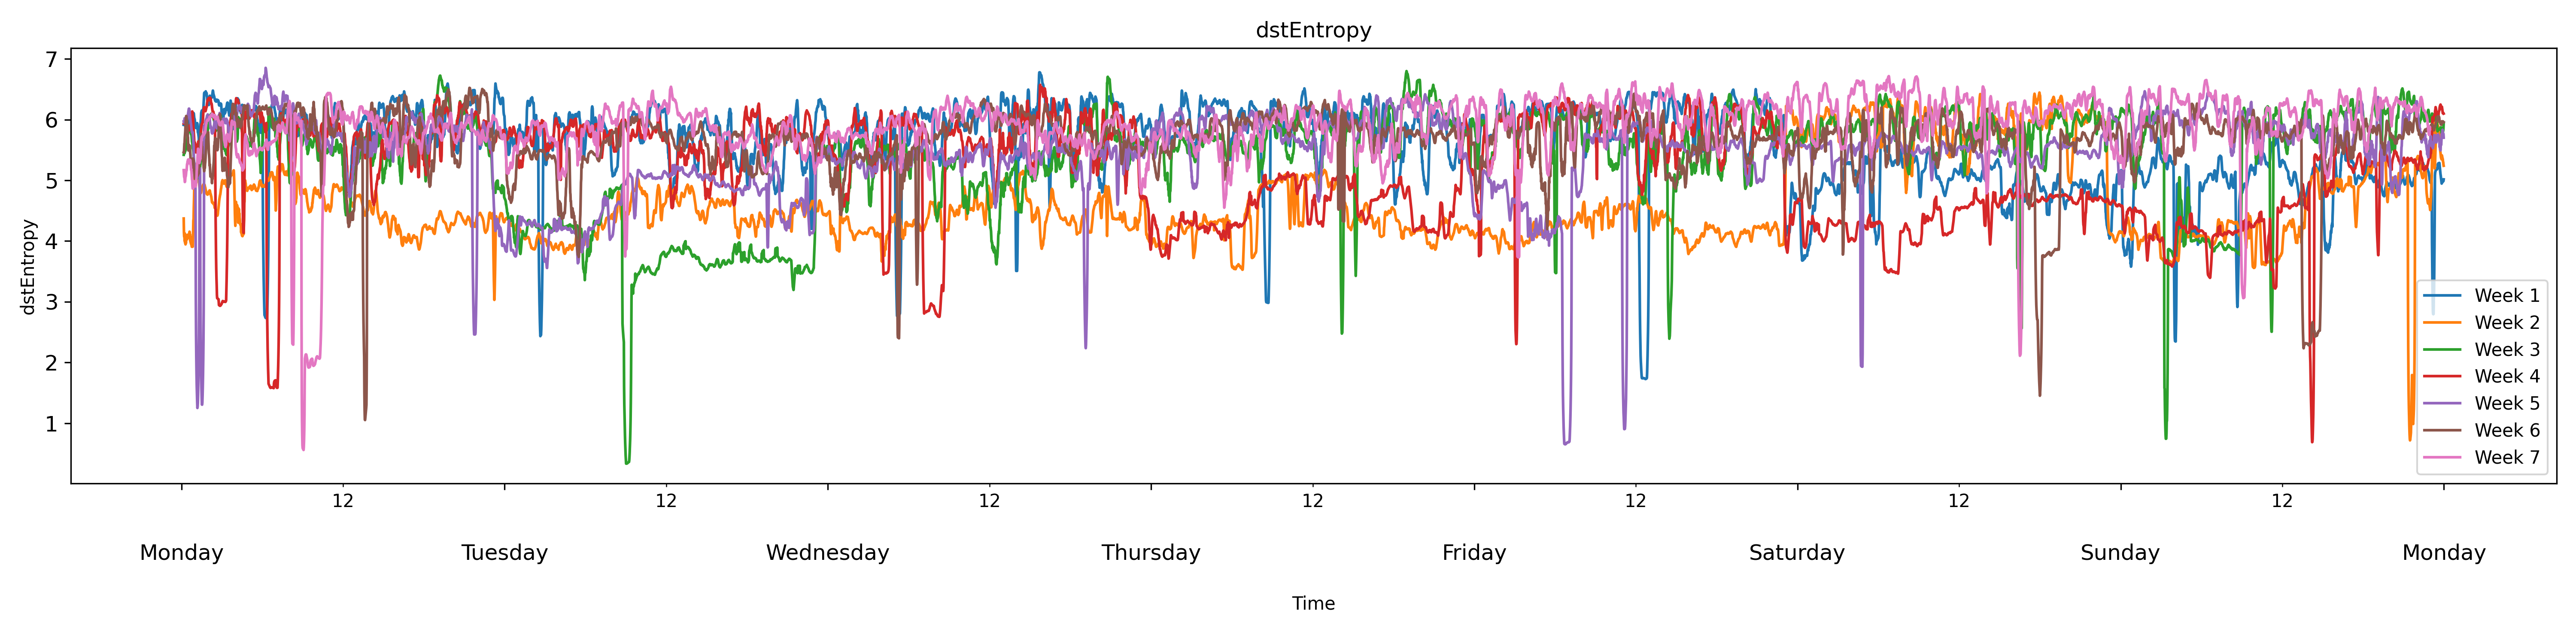 dstEntropy
dstEntropy
7
6
5
4
3
2
1
Week 1
Week 2
Week 3
Week 4
Week 5
Week 6
Week 7
12 12 12 12 12 12 12
Monday Tuesday Wednesday Thursday Friday Saturday Sunday Monday
Time